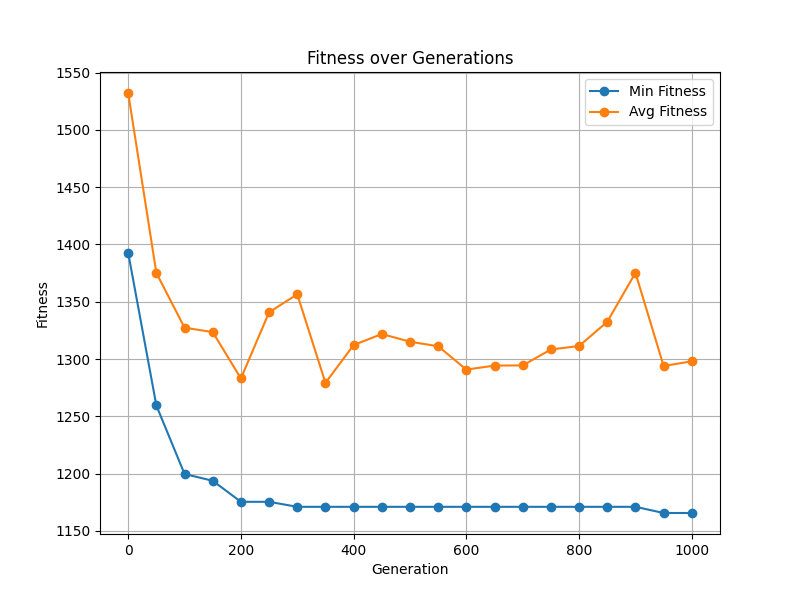 Fitness over Generations
Min Fitness
Avg Fitness
1550
1500
1450
1400
1350
1300
1250
1200
1150
Fitness
0 200 400 600 800 1000
Generation